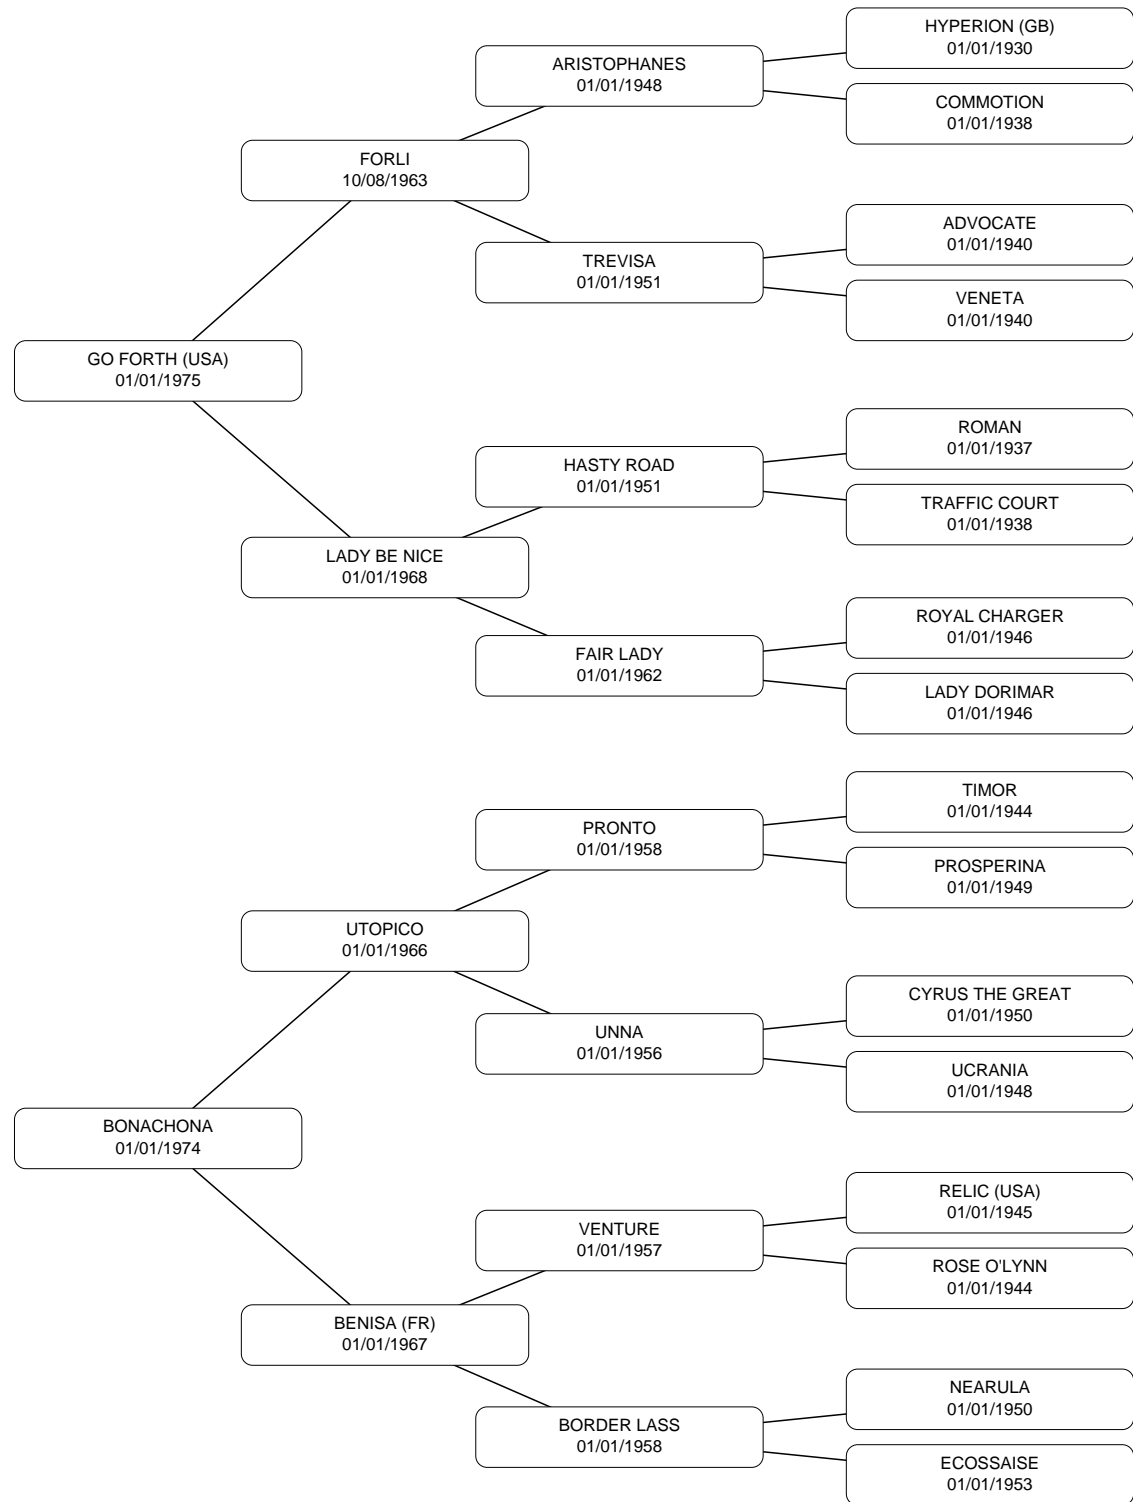 HYPERION (GB)
01/01/1930
ARISTOPHANES
01/01/1948
COMMOTION
01/01/1938
FORLI
10/08/1963
ADVOCATE
01/01/1940
TREVISA
01/01/1951
VENETA
01/01/1940
GO FORTH (USA)
01/01/1975
ROMAN
01/01/1937
HASTY ROAD
01/01/1951
TRAFFIC COURT
01/01/1938
LADY BE NICE
01/01/1968
ROYAL CHARGER
01/01/1946
FAIR LADY
01/01/1962
LADY DORIMAR
01/01/1946
TIMOR
01/01/1944
PRONTO
01/01/1958
PROSPERINA
01/01/1949
UTOPICO
01/01/1966
CYRUS THE GREAT
01/01/1950
UNNA
01/01/1956
UCRANIA
01/01/1948
BONACHONA
01/01/1974
RELIC (USA)
01/01/1945
VENTURE
01/01/1957
ROSE O'LYNN
01/01/1944
BENISA (FR)
01/01/1967
NEARULA
01/01/1950
BORDER LASS
01/01/1958
ECOSSAISE
01/01/1953